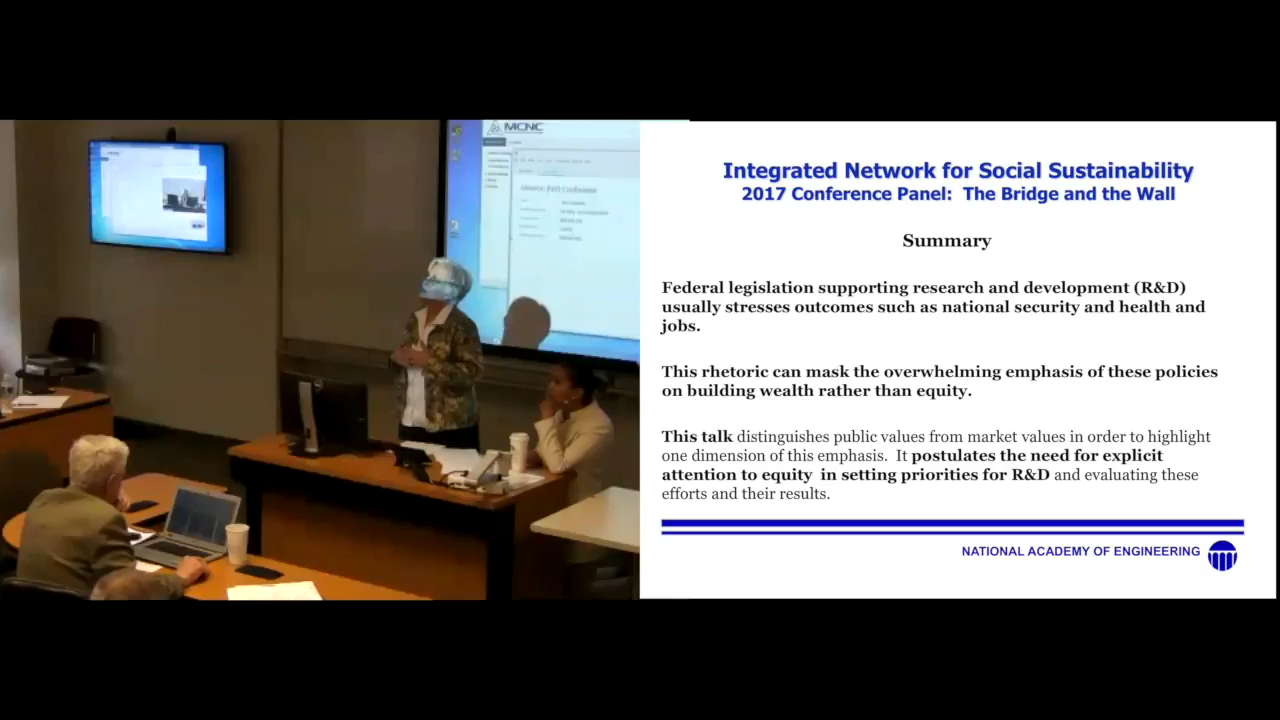 MCNC
Integrated Network for Social Sustainability
2017 Conference Panel:  The Bridge and the Wall
Summary
Federal legislation supporting research and development (R&D)
usually stresses outcomes such as national security and health and
jobs.
This rhetoric can mask the overwhelming emphasis of these policies
on building wealth rather than equity.
This talk distinguishes public values from market values in order to highlight
one dimension of this emphasis.  It postulates the need for explicit
attention to equity  in setting priorities for R&D and evaluating these
efforts and their results.
NATIONAL ACADEMY OF ENGINEERING